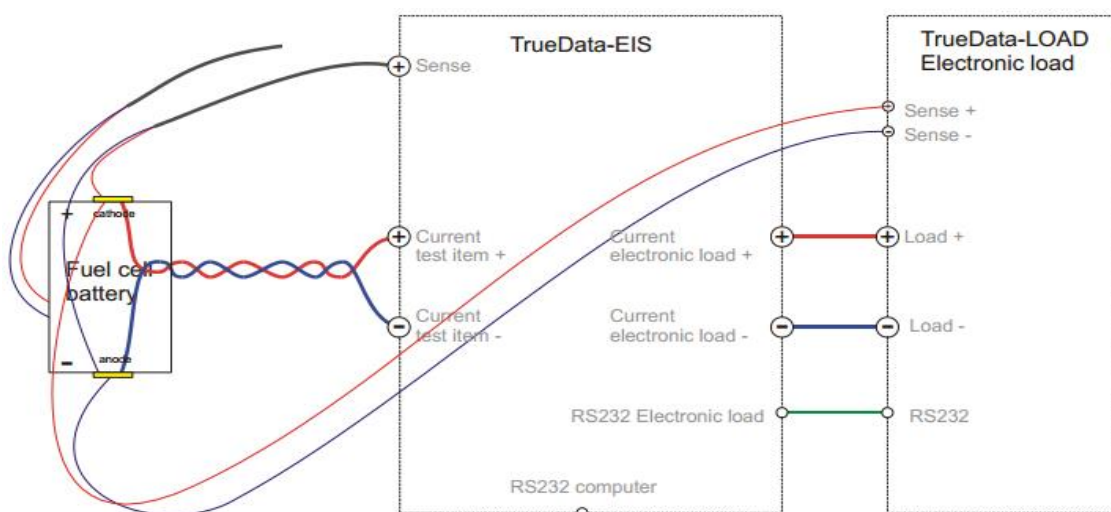 TrueData-EIS
TrueData-LOAD
Electronic load
Sense
Sense +
Sense -
+
cathode
Fuel cell
battery
-
anode
+
+
Current
test item +
Current
electronic load +
+
+
Load +
-
Current
test item -
Current
electronic load -
-
-
Load -
RS232 Electronic load
RS232
RS232 computer